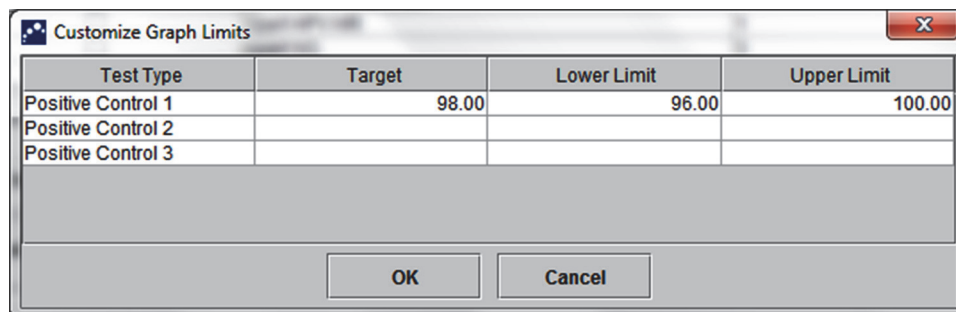 Customize Graph Limits
Test Type Target Lower Limit Upper Limit
Positive Control 1 98.00 96.00 100.00
Positive Control 2
Positive Control 3
OK Cancel